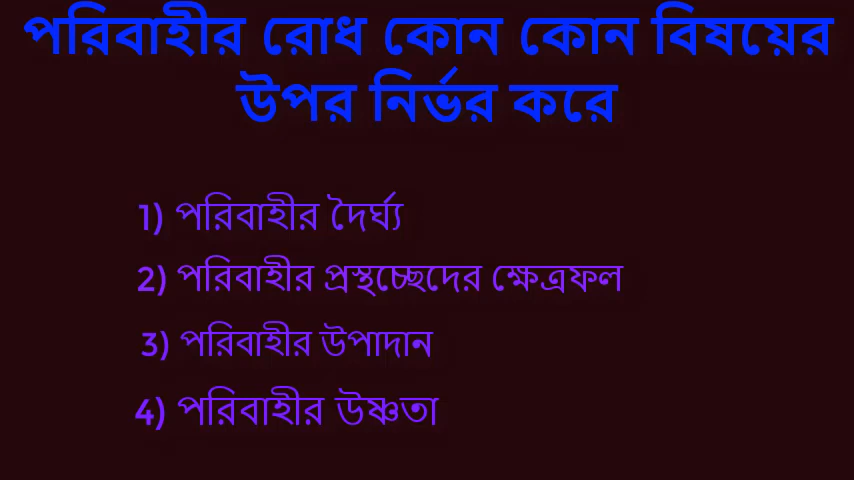 পরিবাহীর রোধ কোন কোন বিষয়ের
উপর নির্ভর করে
1) পরিবাহীর দৈর্ঘ্য
2) পরিবাহীর প্রস্থচ্ছেদের ক্ষেত্রফল
3) পরিবাহীর উপাদান
4) পরিবাহীর উষ্ণতা